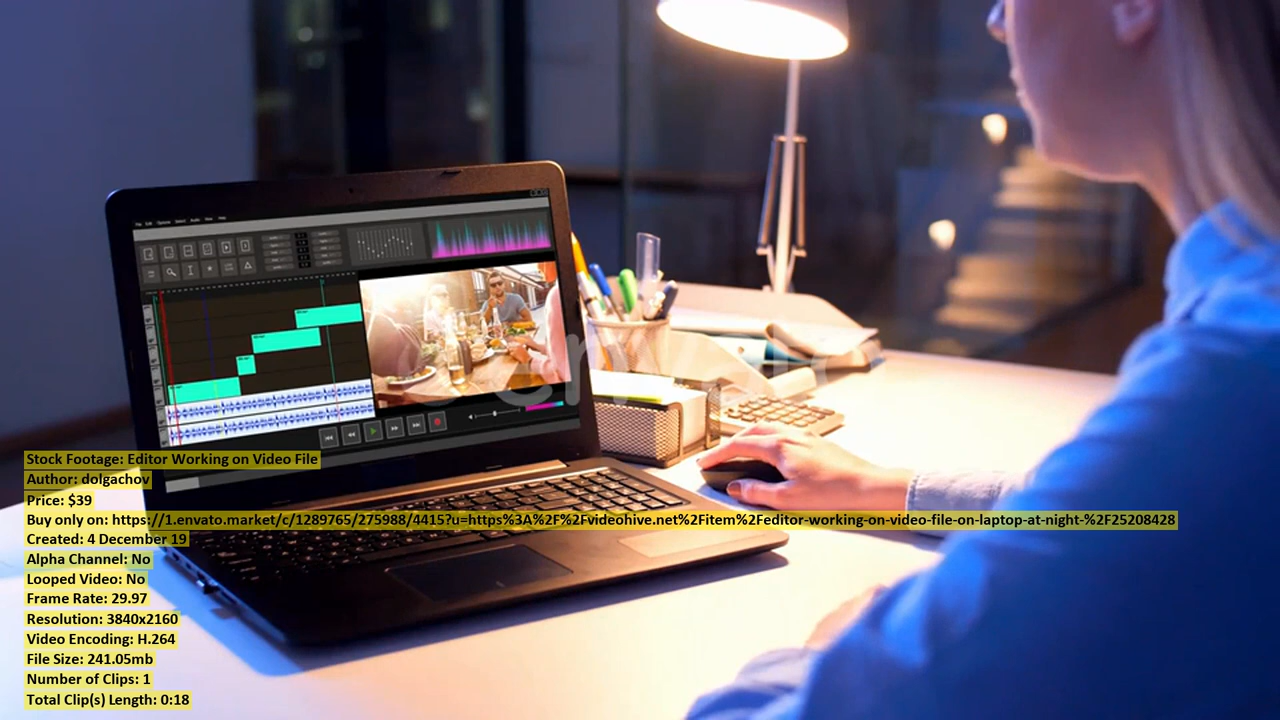 envato
Stock Footage: Editor Working on Video File
Author: dolgachov
Price: $39
Buy only on: https://1.envato.market/c/1289765/275988/4415?u=https%3A%2F%2Fvideohive.net%2Fitem%2Feditor-working-on-video-file-on-laptop-at-night-%2F25208428
Created: 4 December 19
Alpha Channel: No
Looped Video: No
Frame Rate: 29.97
Resolution: 3840x2160
Video Encoding: H.264
File Size: 241.05mb
Number of Clips: 1
Total Clip(s) Length: 0:18